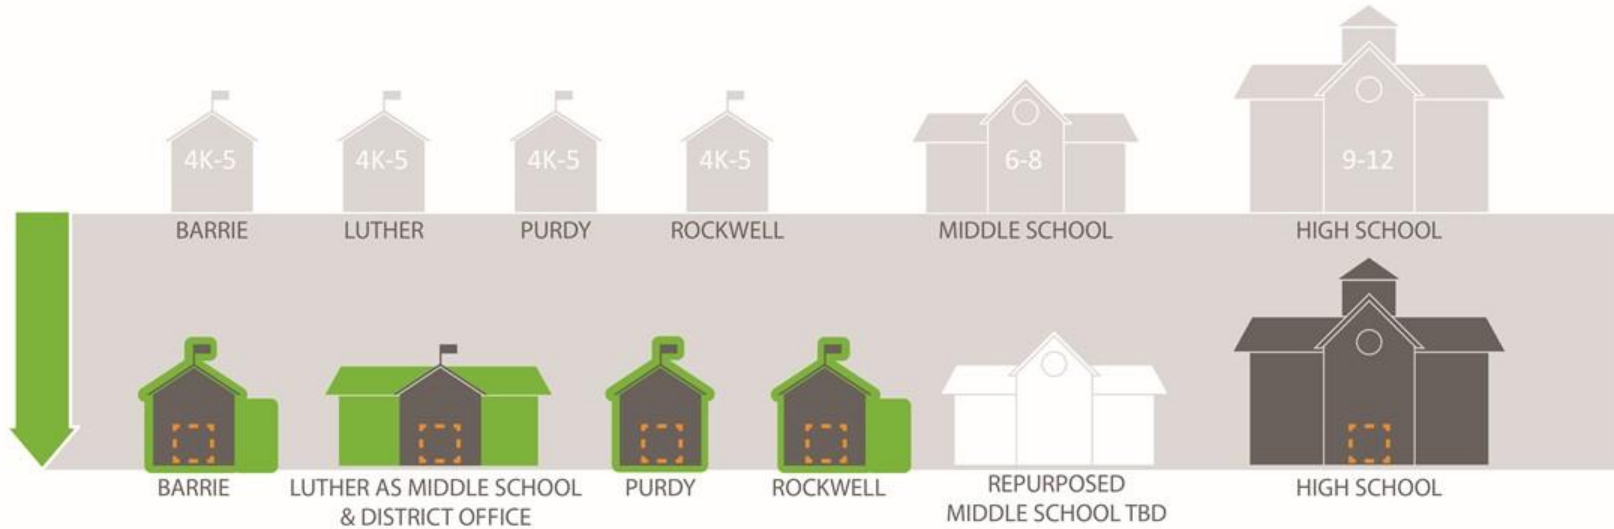 4K-5
4K-5
4K-5
4K-5
6-8
9-12
BARRIE
LUTHER
PURDY
ROCKWELL
MIDDLE SCHOOL
HIGH SCHOOL
BARRIE
LUTHER AS MIDDLE SCHOOL
& DISTRICT OFFICE
PURDY
ROCKWELL
REPURPOSED
MIDDLE SCHOOL TBD
HIGH SCHOOL